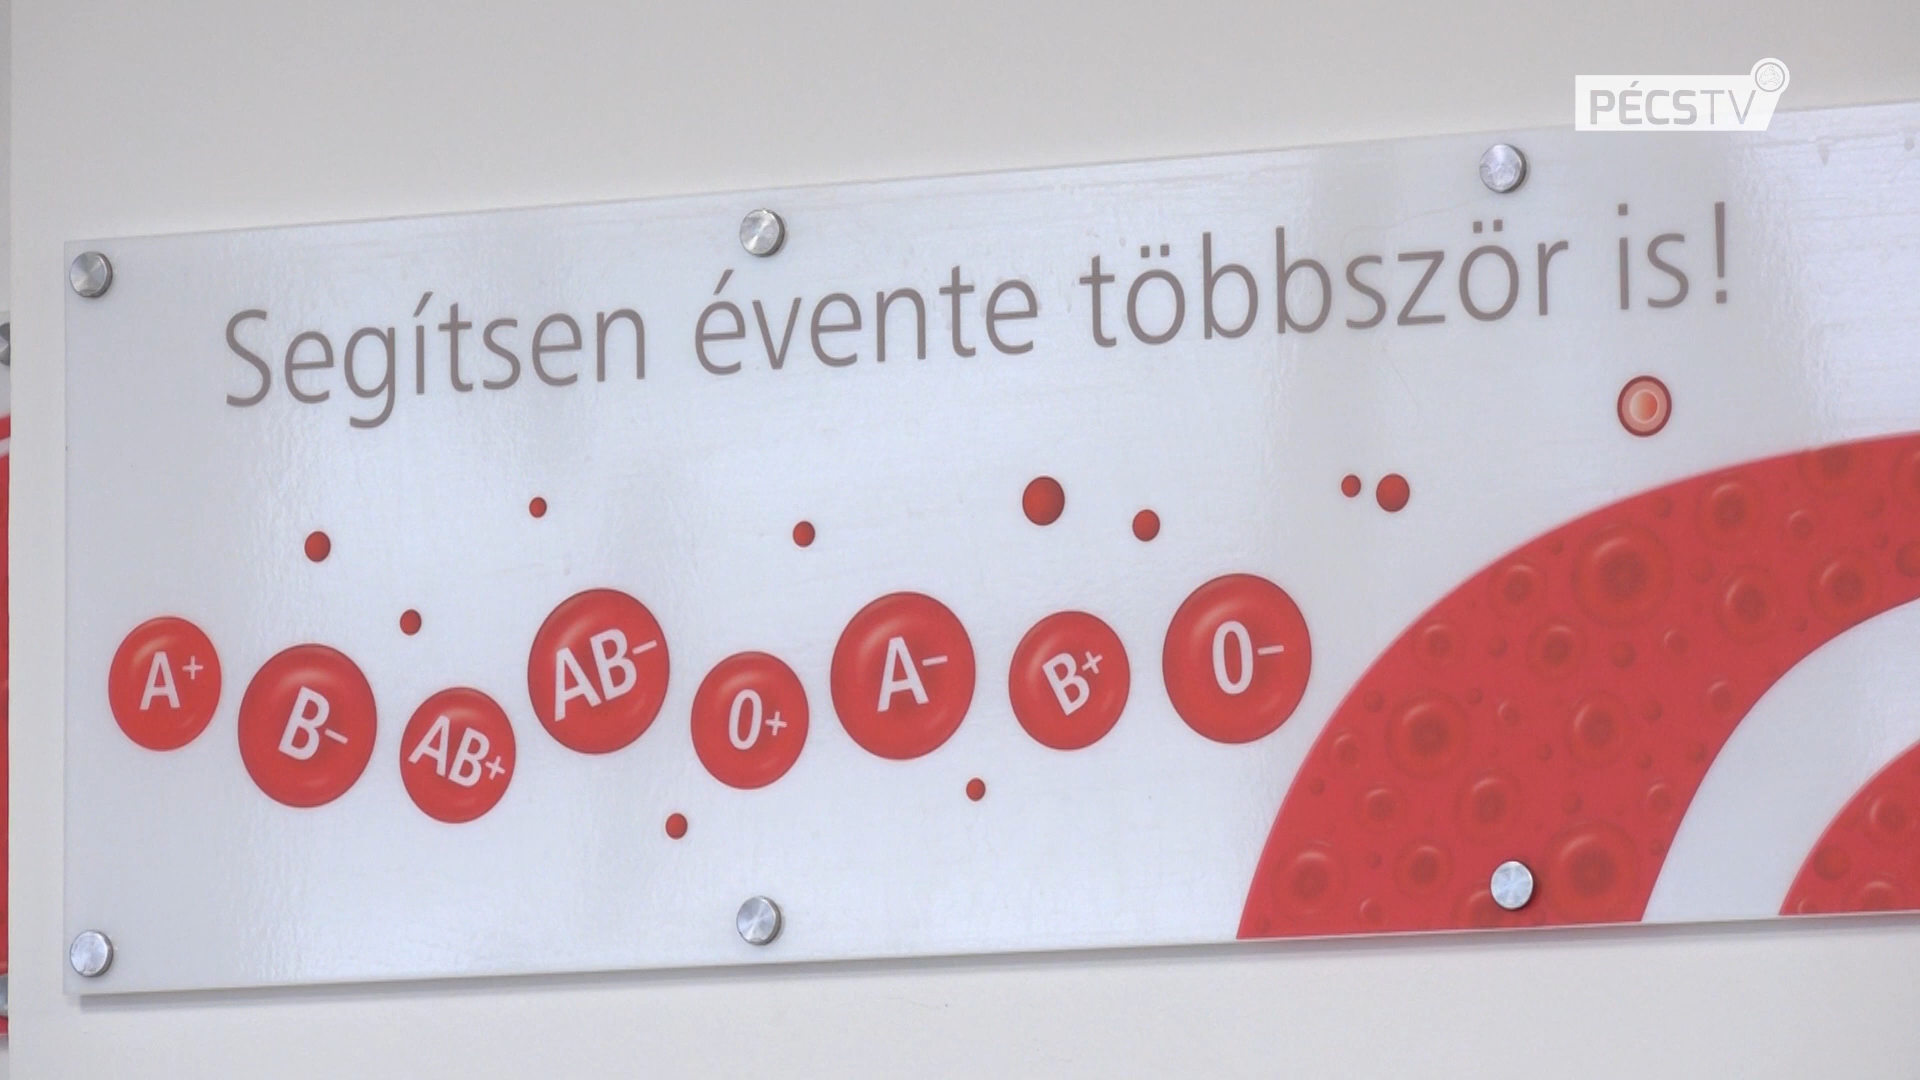 PÉCSTV
Segítsen évente többször is!
A+ B- AB+ AB- 0+ A- B+ 0-